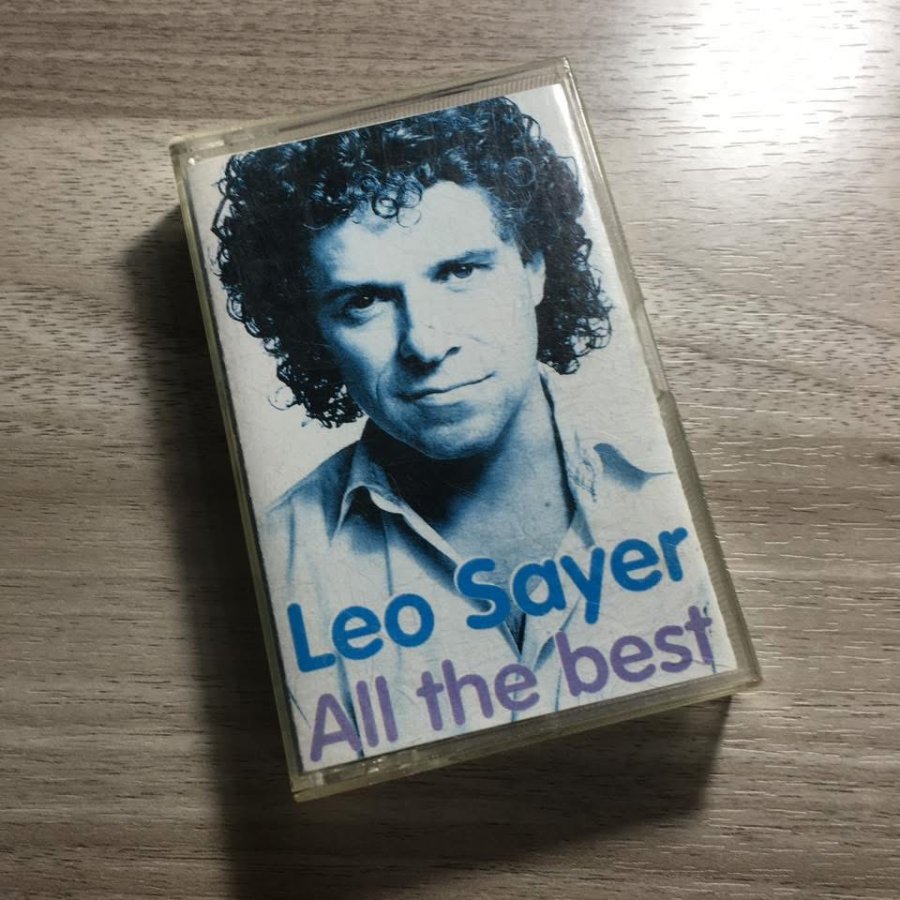 Leo Sayer
All the best